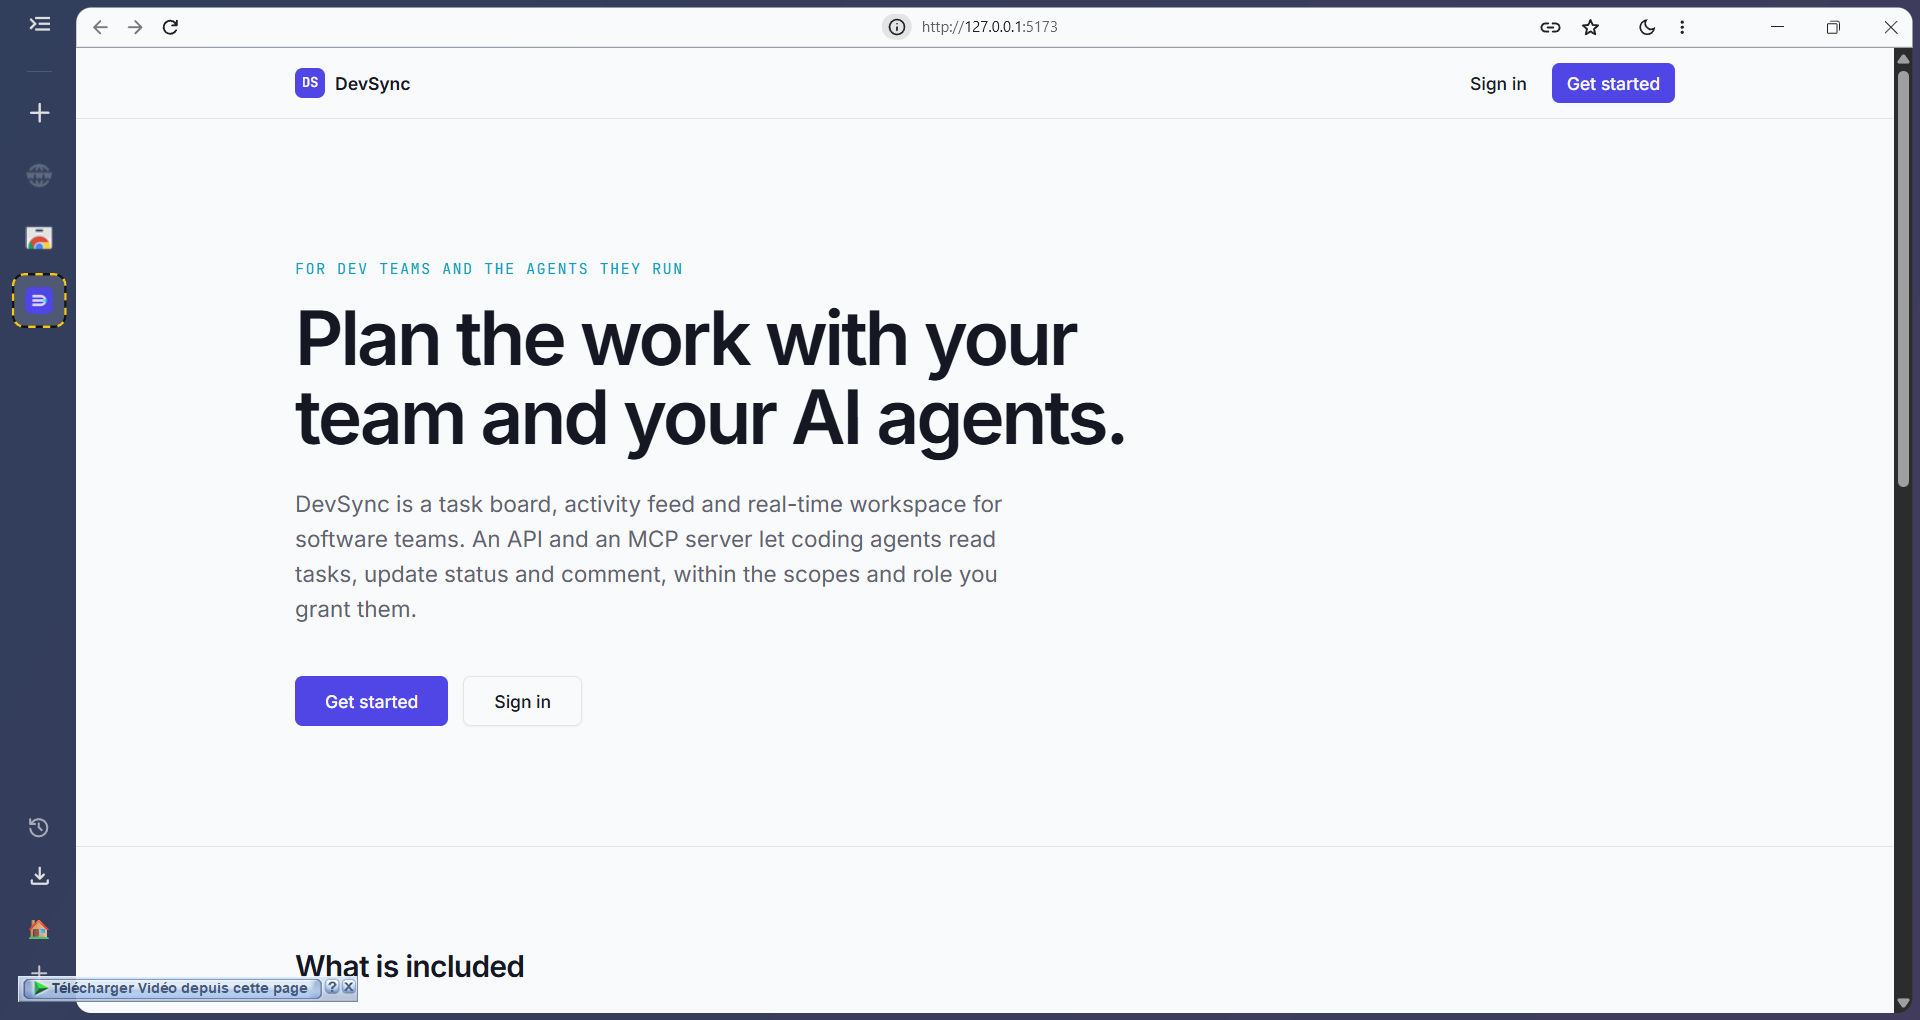 http://127.0.0.1:5173
DS DevSync
Sign in
Get started
FOR DEV TEAMS AND THE AGENTS THEY RUN
Plan the work with your
team and your AI agents.
DevSync is a task board, activity feed and real-time workspace for
software teams. An API and an MCP server let coding agents read
tasks, update status and comment, within the scopes and role you
grant them.
Get started
Sign in
What is included
Télécharger Vidéo depuis cette page ? X